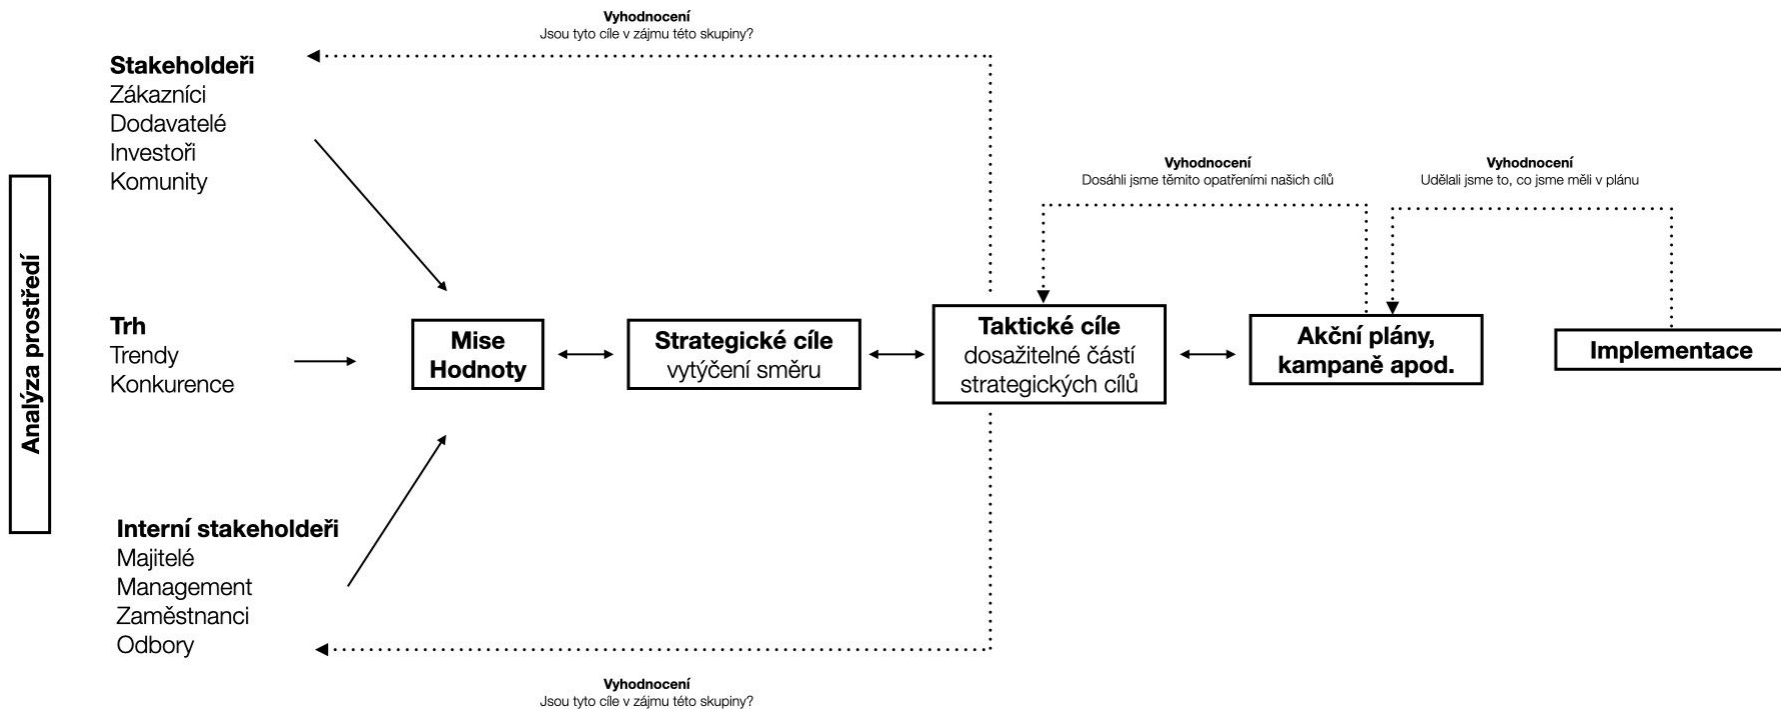 Vyhodnocení
Jsou tyto cíle v zájmu této skupiny?
Stakeholdeři
Zákazníci
Dodavatelé
Investoři
Komunity
Vyhodnocení
Dosáhli jsme těmito opatřeními našich cílů
Vyhodnocení
Udělali jsme to, co jsme měli v plánu
Analýza prostředí
Trh
Trendy
Konkurence
Mise
Hodnoty
Strategické cíle
vytýčení směru
Taktické cíle
dosažitelné částí
strategických cílů
Akční plány,
kampaně apod.
Implementace
Interní stakeholdeři
Majitelé
Management
Zaměstnanci
Odbory
Vyhodnocení
Jsou tyto cíle v zájmu této skupiny?